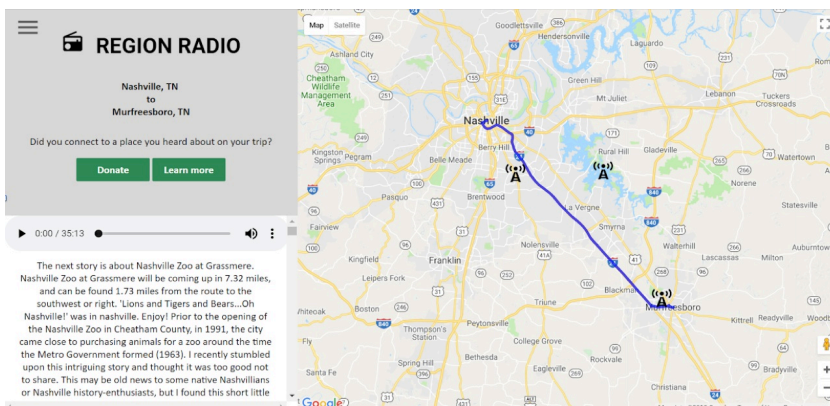 REGION RADIO
Nashville, TN
to
Murfreesboro, TN
Did you connect to a place you heard about on your trip?
Donate
Learn more
0:00 / 35:13
The next story is about Nashville Zoo at Grassmere.
Nashville Zoo at Grassmere will be coming up in 7.32 miles,
and can be found 1.73 miles from the route to the
southwest or right. 'Lions and Tigers and Bears...Oh
Nashville!' was in nashville. Enjoy! Prior to the opening of
the Nashville Zoo in Cheatham County, in 1991, the city
came close to purchasing animals for a zoo around the time
the Metro Government formed (1963). I recently stumbled
upon this intriguing story and thought it was too good not
to share. This may be old news to some native Nashvillians
or Nashville history-enthusiasts, but I found this short little
Map
Satellite
Goodlettsville
Hendersonville
Laguardo
Ashland City
Cheatham
Wildlife
Management
Area
Green Hill
Mt Juliet
Lebanon
Tuckers
Crossroads
Nashville
Kingston
Springs
Pegram
Belle Meade
Berry Hill
Rural Hill
Gladeville
Watertown
Norene
Pasquo
Brentwood
La Vergne
Statesville
Fairview
Smyrna
Nolensville
Walterhill
Kingfield
Franklin
Lascassas
Milton
Auburntow
Leipers Fork
Triune
Blackman
Murfreesboro
Boston
Peytonsville
Kittrell
Readyville
Thompson's
Station
College Grove
Fly
Rockvale
Bradyville
Bethesda
Spring Hill
Eagleville
Santa Fe
Christiana
Google